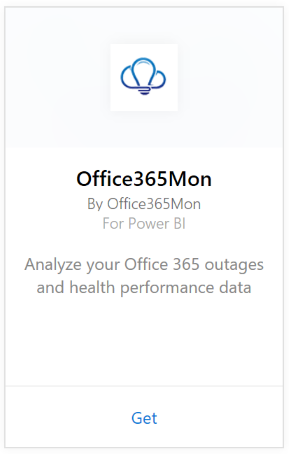 Office365Mon
By Office365Mon
For Power BI
Analyze your Office 365 outages
and health performance data
Get